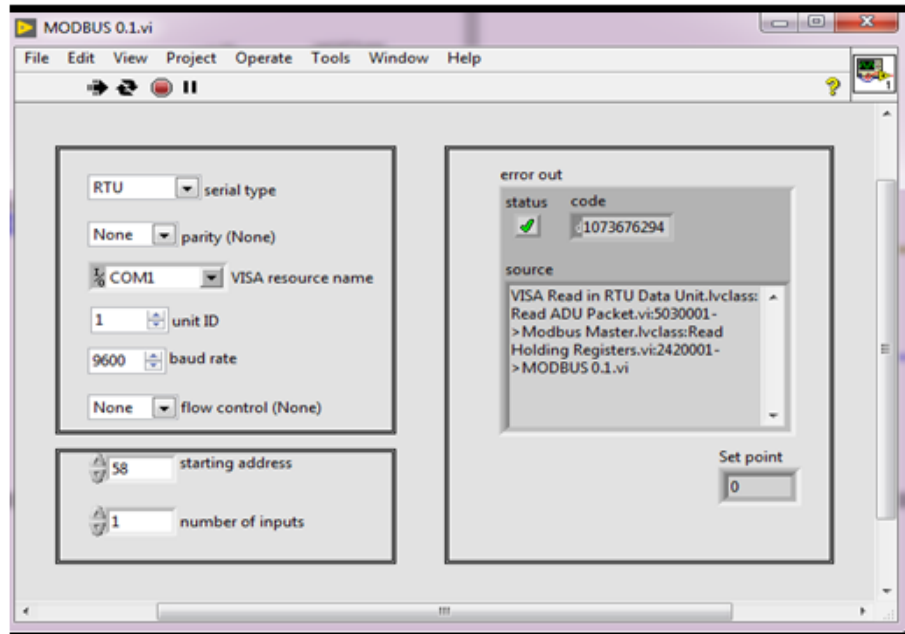 MODBUS 0.1.vi
File Edit View Project Operate Tools Window Help
1
RTU serial type
None parity (None)
COM1 VISA resource name
1 unit ID
9600 baud rate
None flow control (None)
58 starting address
1 number of inputs
error out
status code
1073676294
source
VISA Read in RTU Data Unit.lvclass:
Read ADU Packet.vi:5030001-
>Modbus Master.lvclass:Read
Holding Registers.vi:2420001-
>MODBUS 0.1.vi
Set point
0